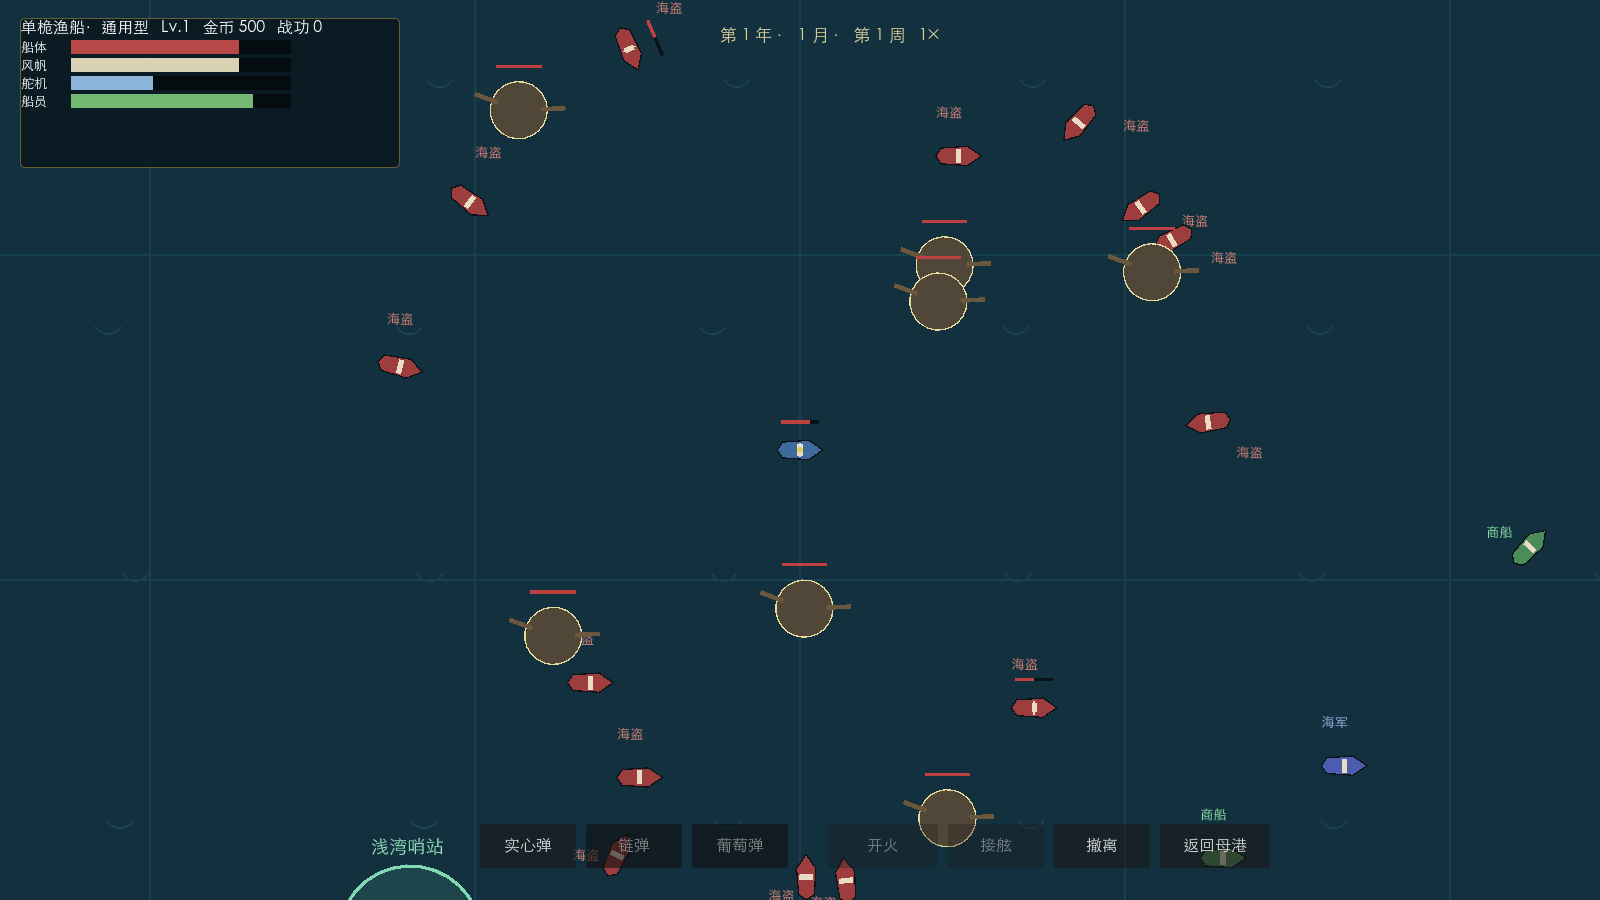 单桅渔船· 通用型 Lv.1 金币 500 战功 0
船体
风帆
舵机
船员
第 1 年 · 1 月 · 第 1 周 1×
海盗
海盗
海盗
海盗
海盗
海盗
海盗
海盗
商船
盗
海盗
海盗
海军
商船
浅湾哨站
实心弹
链弹
葡萄弹
开火
接舷
撤离
返回母港
海盗
海盗